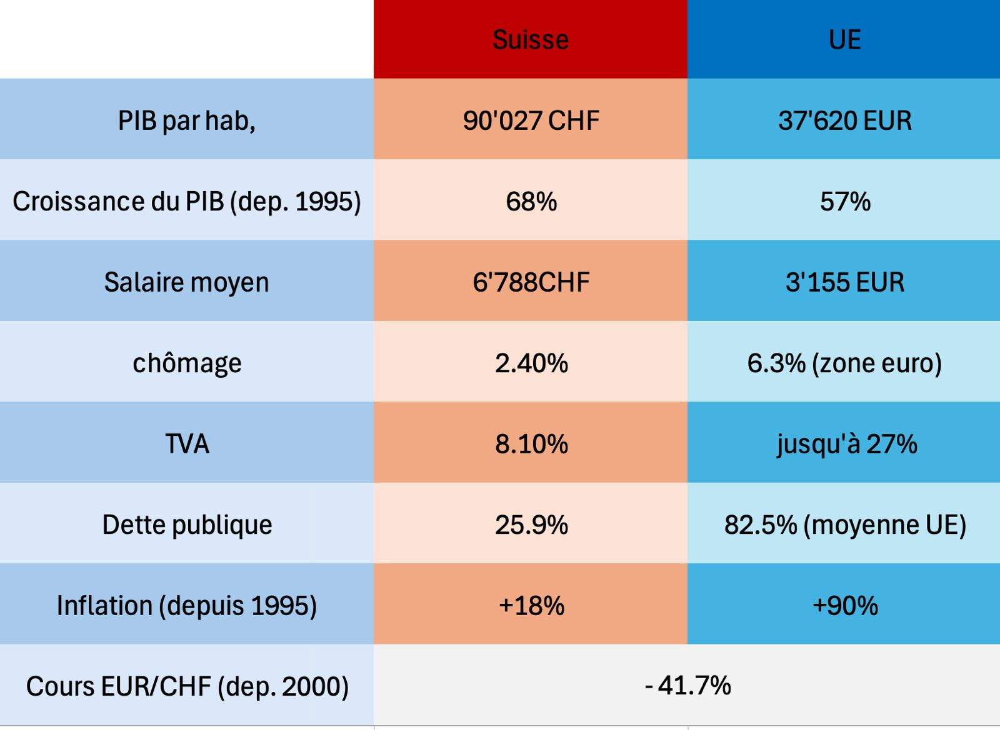 Suisse UE
PIB par hab, 90'027 CHF 37'620 EUR
Croissance du PIB (dep. 1995) 68% 57%
Salaire moyen 6'788CHF 3'155 EUR
chômage 2.40% 6.3% (zone euro)
TVA 8.10% jusqu'à 27%
Dette publique 25.9% 82.5% (moyenne UE)
Inflation (depuis 1995) +18% +90%
Cours EUR/CHF (dep. 2000) - 41.7%